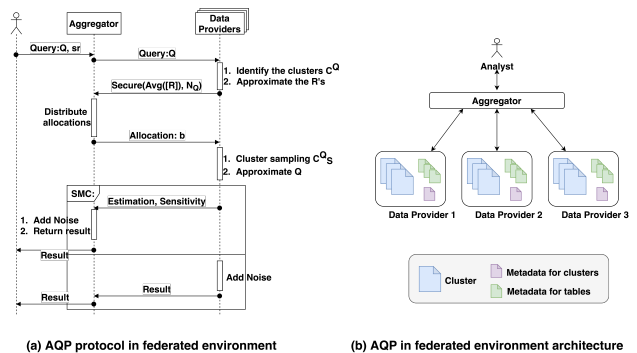 Aggregator
Data
Providers
Query:Q, sr
Query:Q
1. Identify the clusters C^Q
2. Approximate the R's
Secure(Avg([R]), N_Q)
Distribute
allocations
Allocation: b
1. Cluster sampling C^Q_S
2. Approximate Q
SMC:
Estimation, Sensitivity
1. Add Noise
2. Return result
Result
Add Noise
Result
Result
(a) AQP protocol in federated environment
Analyst
Aggregator
Data Provider 1
Data Provider 2
Data Provider 3
Cluster
Metadata for clusters
Metadata for tables
(b) AQP in federated environment architecture